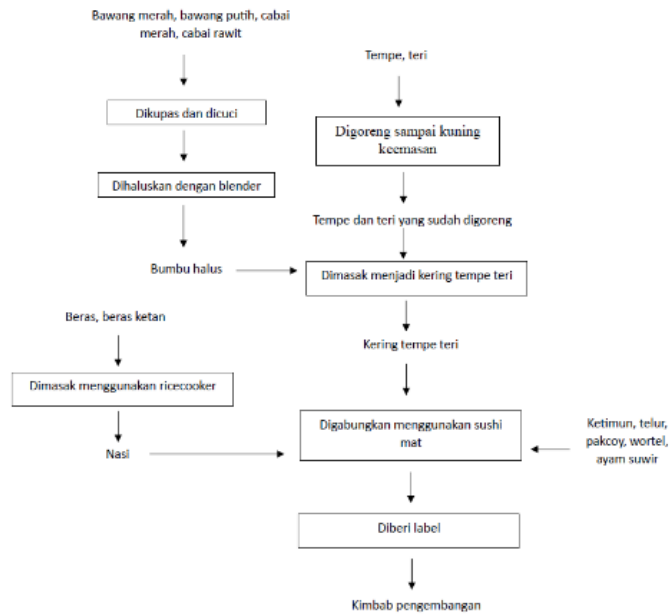 Bawang merah, bawang putih, cabai
merah, cabai rawit
Dikupas dan dicuci
Dihaluskan dengan blender
Bumbu halus
Tempe, teri
Digoreng sampai kuning
keemasan
Tempe dan teri yang sudah digoreng
Dimasak menjadi kering tempe teri
Kering tempe teri
Beras, beras ketan
Dimasak menggunakan ricecooker
Nasi
Digabungkan menggunakan sushi
mat
Ketimun, telur,
pakcoy, wortel,
ayam suwir
Diberi label
Kimbab pengembangan